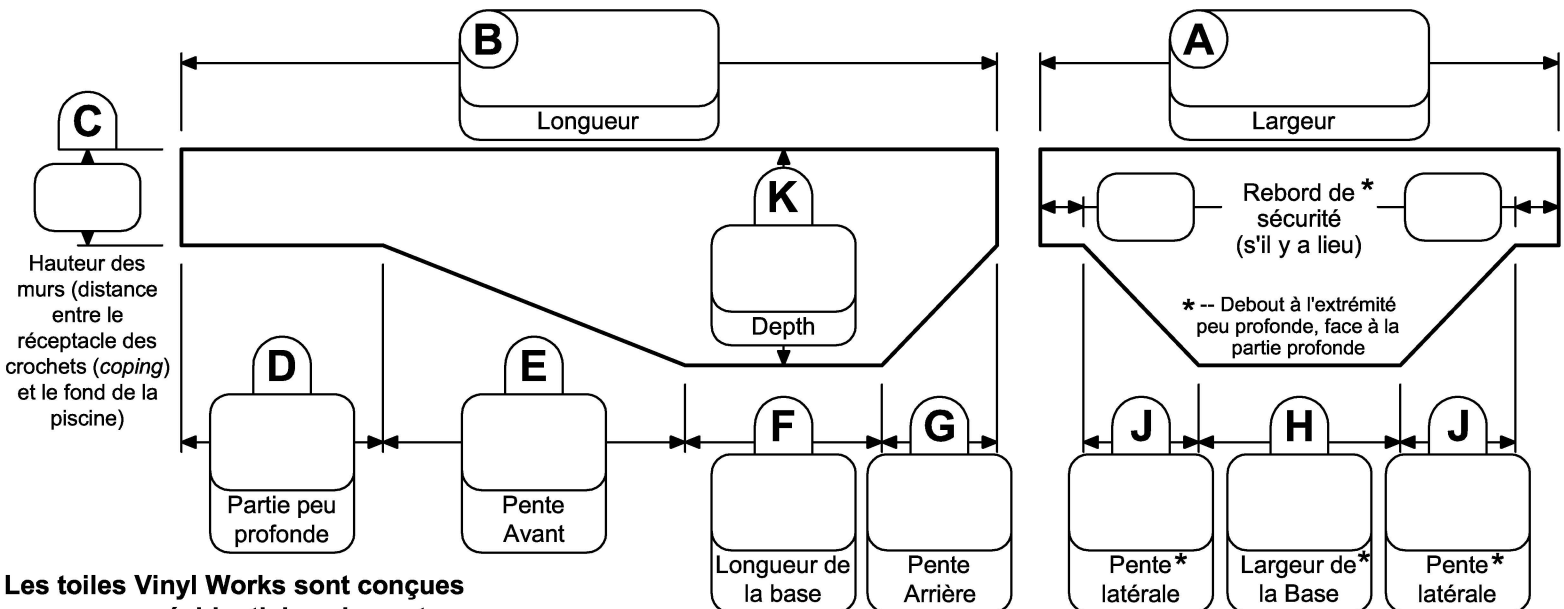 B
Longueur
A
Largeur
C
Hauteur des
murs (distance
entre le
réceptacle des
crochets (coping)
et le fond de la
piscine)
K
Depth
Rebord de *
sécurité
(s'il y a lieu)
* -- Debout à l'extrémité
peu profonde, face à la
partie profonde
D
Partie peu
profonde
E
Pente
Avant
F
Longueur de
la base
G
Pente
Arrière
J
Pente*
latérale
H
Largeur de*
la Base
J
Pente*
latérale
Les toiles Vinyl Works sont conçues